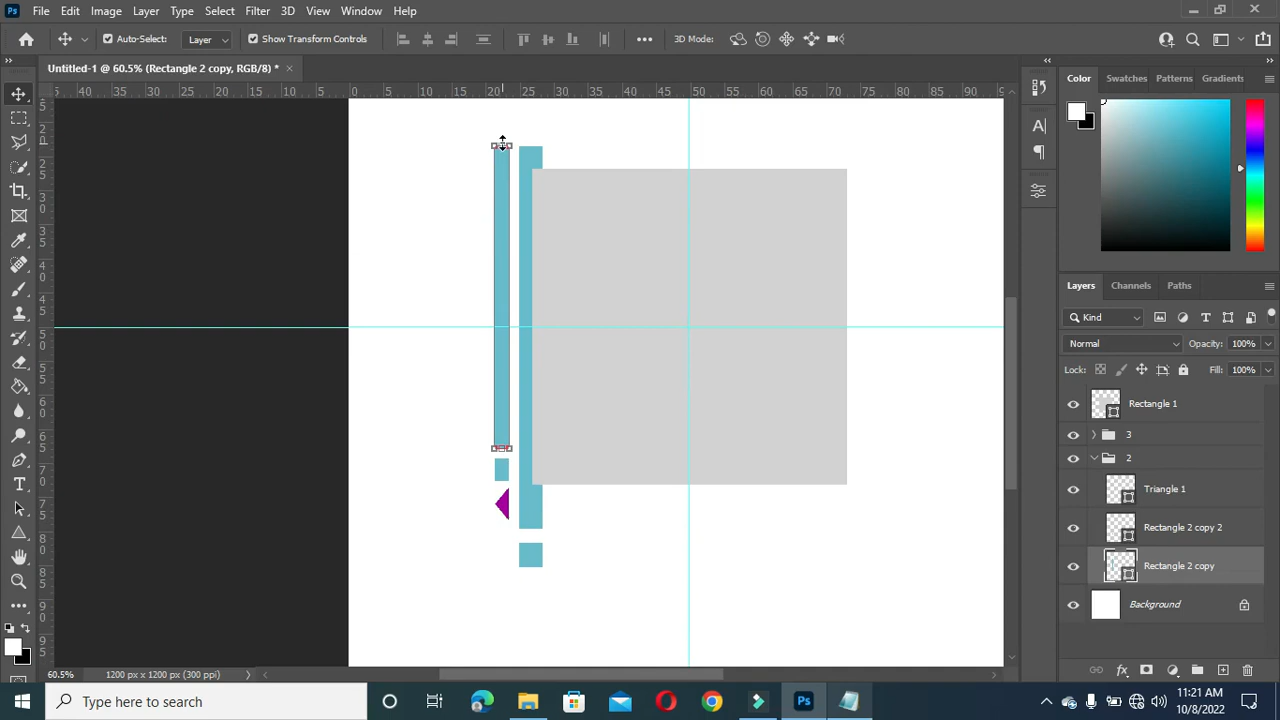 Ps File Edit Image Layer Type Select Filter 3D View Window Help
Auto-Select: Layer Show Transform Controls 3D Mode:
Untitled-1 @ 60.5% (Rectangle 2 copy, RGB/8) *
40 35 30 25 20 15 10 5 0 5 10 15 20 25 30 35 40 45 50 55 60 65 70 75 80 85 90
Color Swatches Patterns Gradients
Layers Channels Paths
Kind
Normal Opacity: 100%
Lock: Fill: 100%
Rectangle 1
3
2
Triangle 1
Rectangle 2 copy 2
Rectangle 2 copy
Background
60.5% 1200 px x 1200 px (300 ppi)
Type here to search
Ps
11:21 AM
10/8/2022